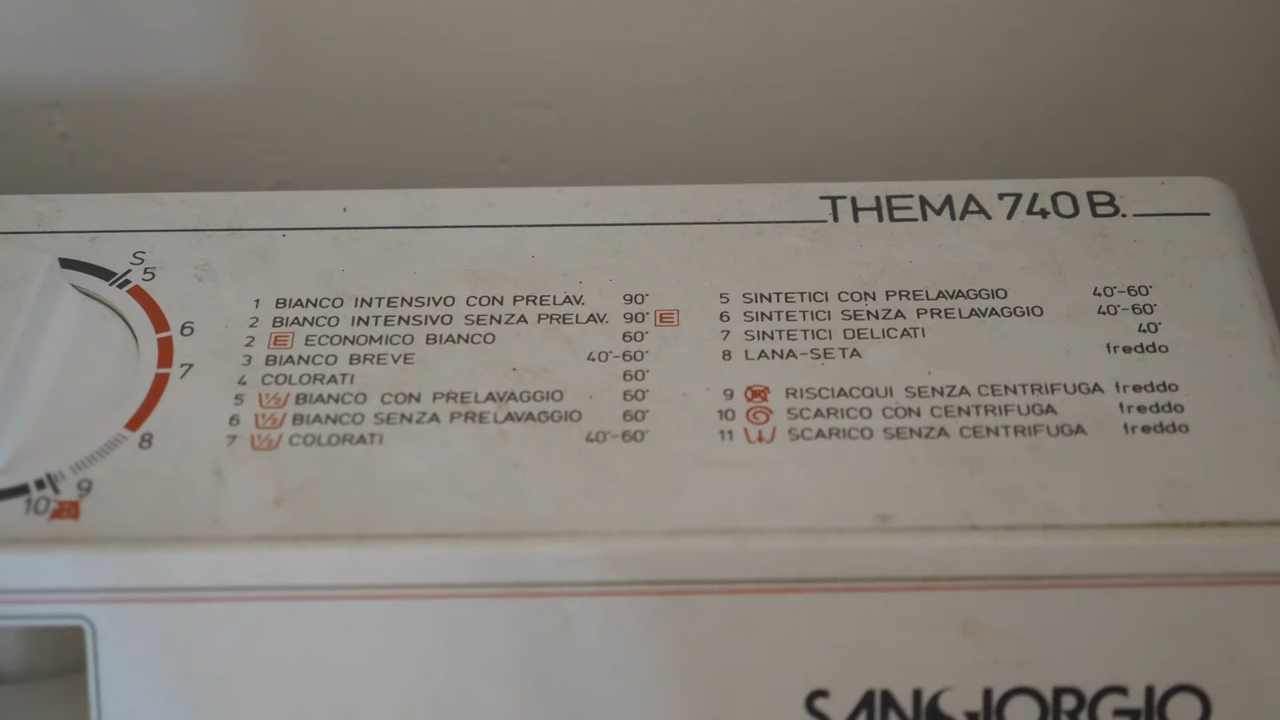 THEMA 740 B.
S
5
6
7
8
9
10
1 BIANCO INTENSIVO CON PRELAV. 90°
2 BIANCO INTENSIVO SENZA PRELAV. 90° E
2 E ECONOMICO BIANCO 60°
3 BIANCO BREVE 40°-60°
4 COLORATI 60°
5 1/2 BIANCO CON PRELAVAGGIO 60°
6 1/2 BIANCO SENZA PRELAVAGGIO 60°
7 1/2 COLORATI 40°-60°
5 SINTETICI CON PRELAVAGGIO 40°-60°
6 SINTETICI SENZA PRELAVAGGIO 40°-60°
7 SINTETICI DELICATI 40°
8 LANA-SETA freddo
9 RISCIACQUI SENZA CENTRIFUGA freddo
10 SCARICO CON CENTRIFUGA freddo
11 SCARICO SENZA CENTRIFUGA freddo
SANGIORGIO